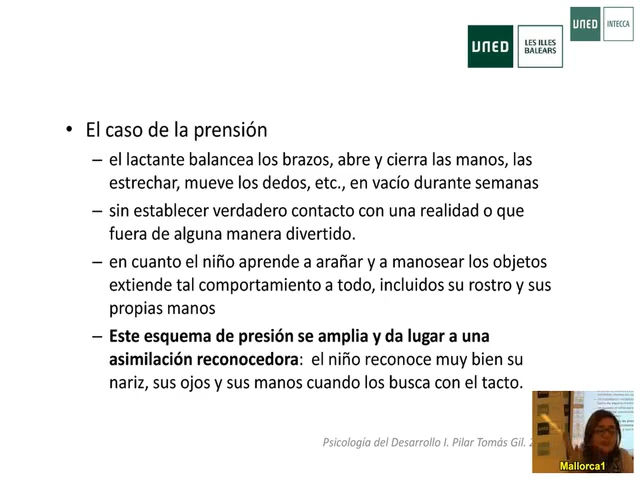 UNED
INTECCA
UNED
LES ILLES
BALEARS
• El caso de la prensión
– el lactante balancea los brazos, abre y cierra las manos, las
estrechar, mueve los dedos, etc., en vacío durante semanas
– sin establecer verdadero contacto con una realidad o que
fuera de alguna manera divertido.
– en cuanto el niño aprende a arañar y a manosear los objetos
extiende tal comportamiento a todo, incluidos su rostro y sus
propias manos
– Este esquema de presión se amplia y da lugar a una
asimilación reconocedora: el niño reconoce muy bien su
nariz, sus ojos y sus manos cuando los busca con el tacto.
Psicología del Desarrollo I. Pilar Tomás Gil. 2
Mallorca1